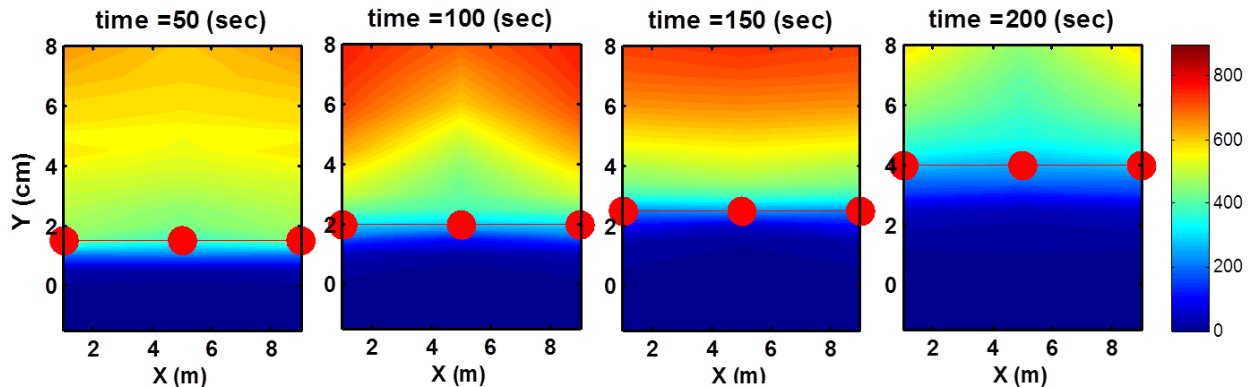 time =50 (sec) time =100 (sec) time =150 (sec) time =200 (sec)
8 8 8 8
800
6 6 6 6
600
Y (cm)
4 4 4 4
400
2 2 2 2
200
0 0 0 0
0
2 4 6 8 2 4 6 8 2 4 6 8 2 4 6 8
X (m) X (m) X (m) X (m)